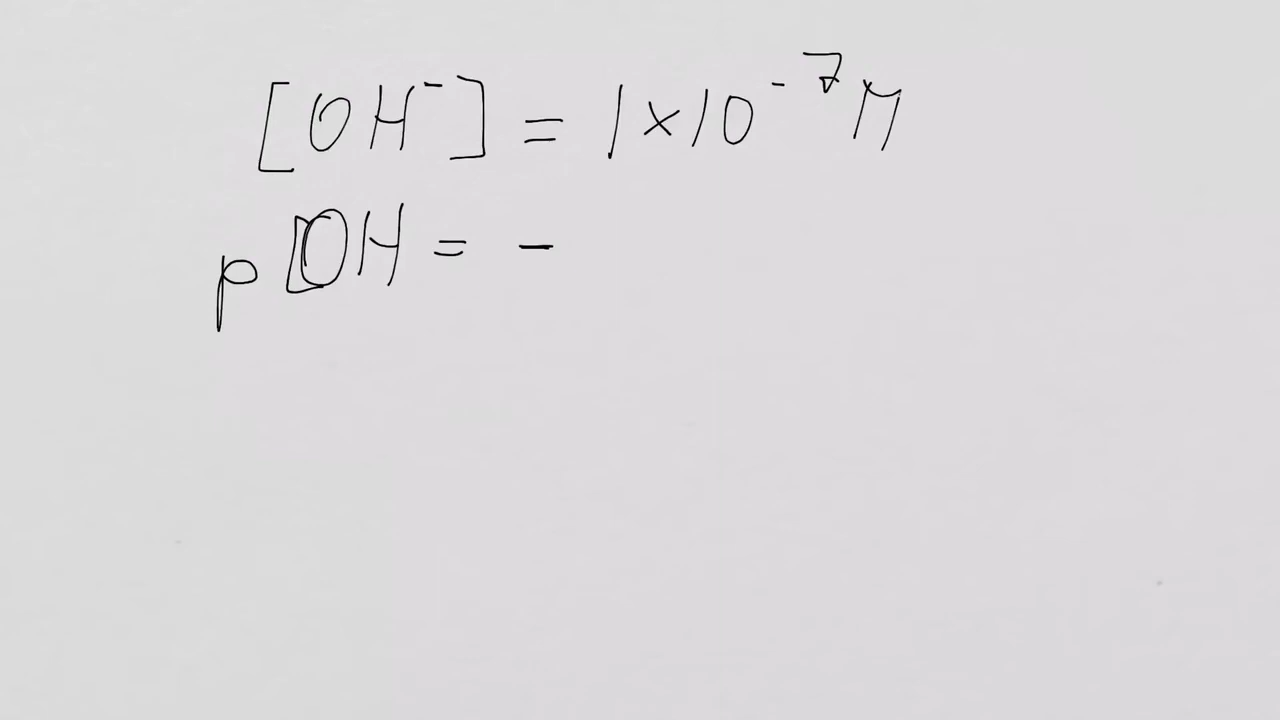 [OH⁻] = 1×10⁻⁷ M
pOH = -